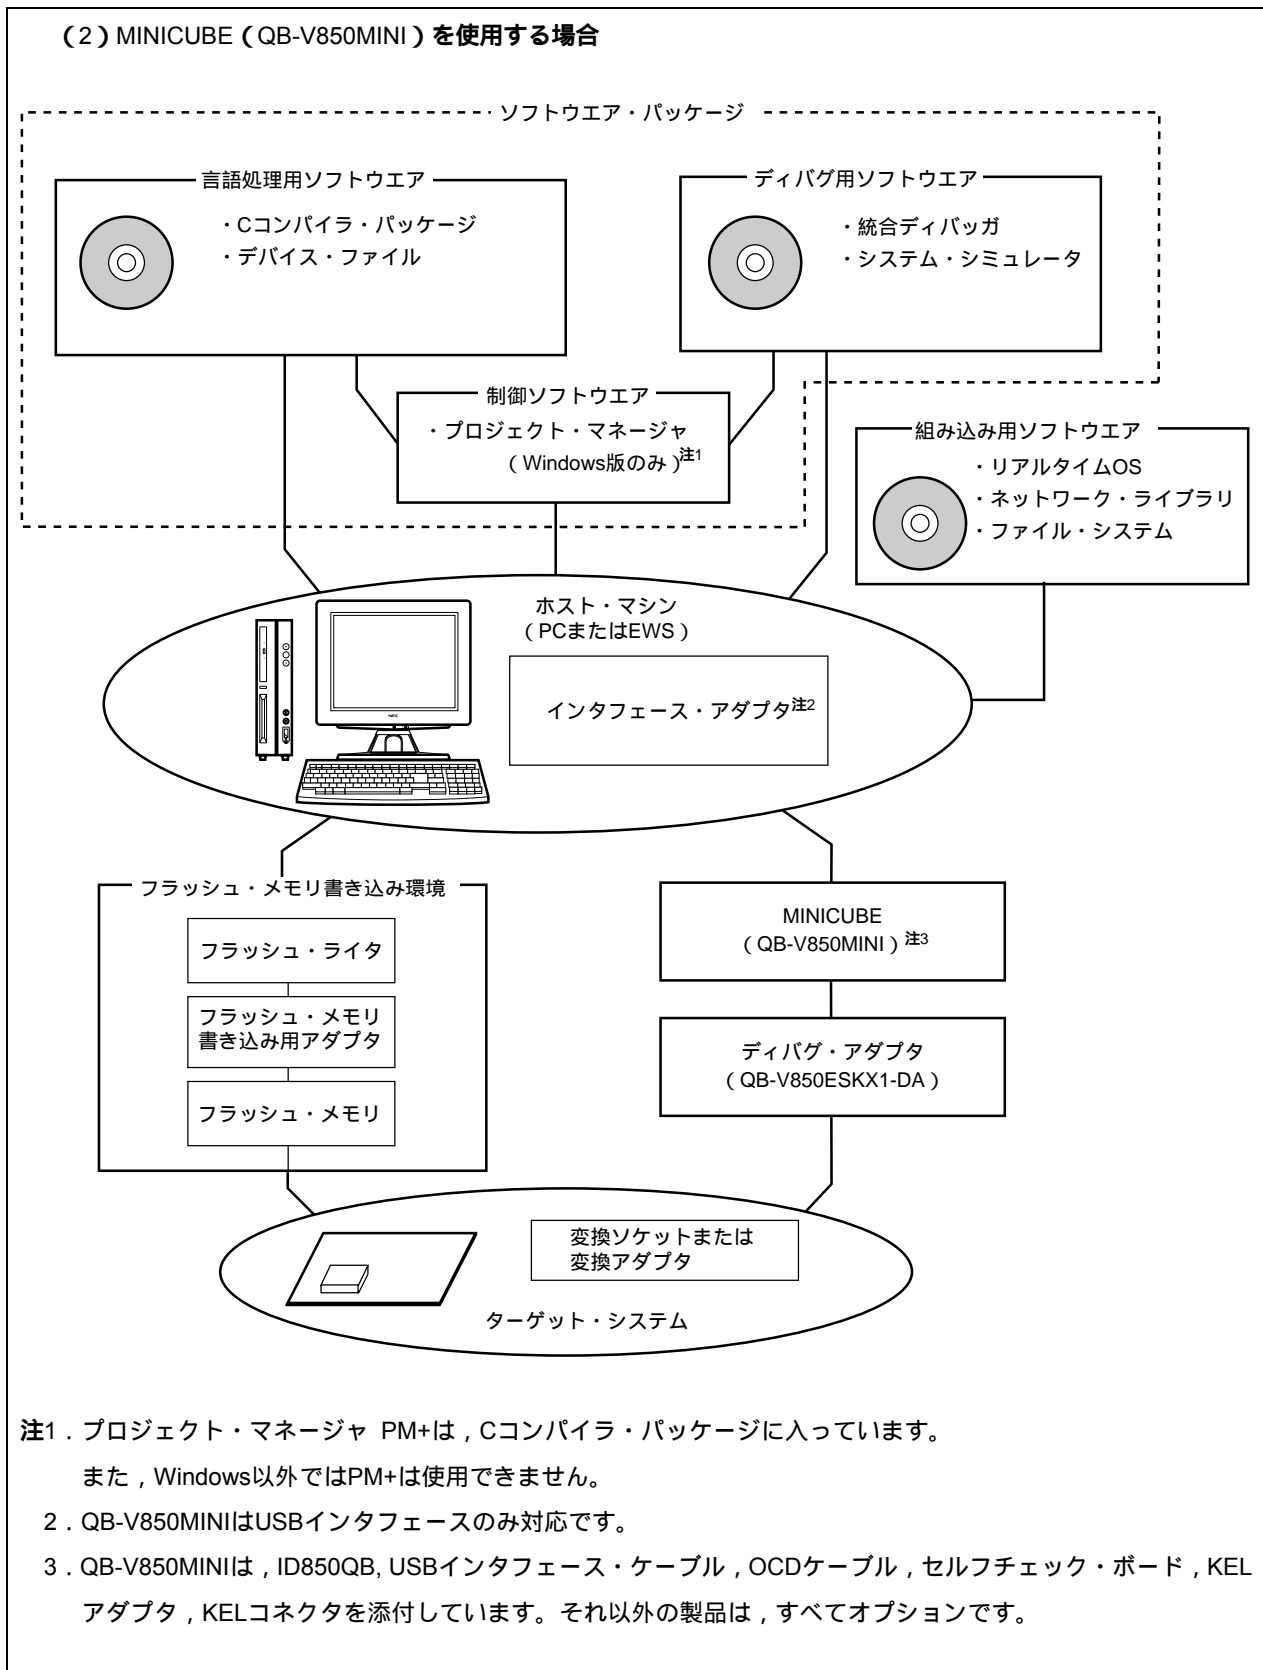 （2）MINICUBE（QB-V850MINI）を使用する場合
ソフトウエア・パッケージ
言語処理用ソフトウエア
・Cコンパイラ・パッケージ
・デバイス・ファイル
ディバグ用ソフトウエア
・統合ディバッガ
・システム・シミュレータ
制御ソフトウエア
・プロジェクト・マネージャ
（Windows版のみ）注1
組み込み用ソフトウエア
・リアルタイムOS
・ネットワーク・ライブラリ
・ファイル・システム
ホスト・マシン
（PCまたはEWS）
インタフェース・アダプタ注2
NEC
フラッシュ・メモリ書き込み環境
フラッシュ・ライタ
フラッシュ・メモリ
書き込み用アダプタ
フラッシュ・メモリ
MINICUBE
（QB-V850MINI）注3
ディバグ・アダプタ
（QB-V850ESKX1-DA）
変換ソケットまたは
変換アダプタ
ターゲット・システム
注1．プロジェクト・マネージャ PM+は，Cコンパイラ・パッケージに入っています。
また，Windows以外ではPM+は使用できません。
2．QB-V850MINIはUSBインタフェースのみ対応です。
3．QB-V850MINIは，ID850QB, USBインタフェース・ケーブル，OCDケーブル，セルフチェック・ボード，KEL
アダプタ，KELコネクタを添付しています。それ以外の製品は，すべてオプションです。